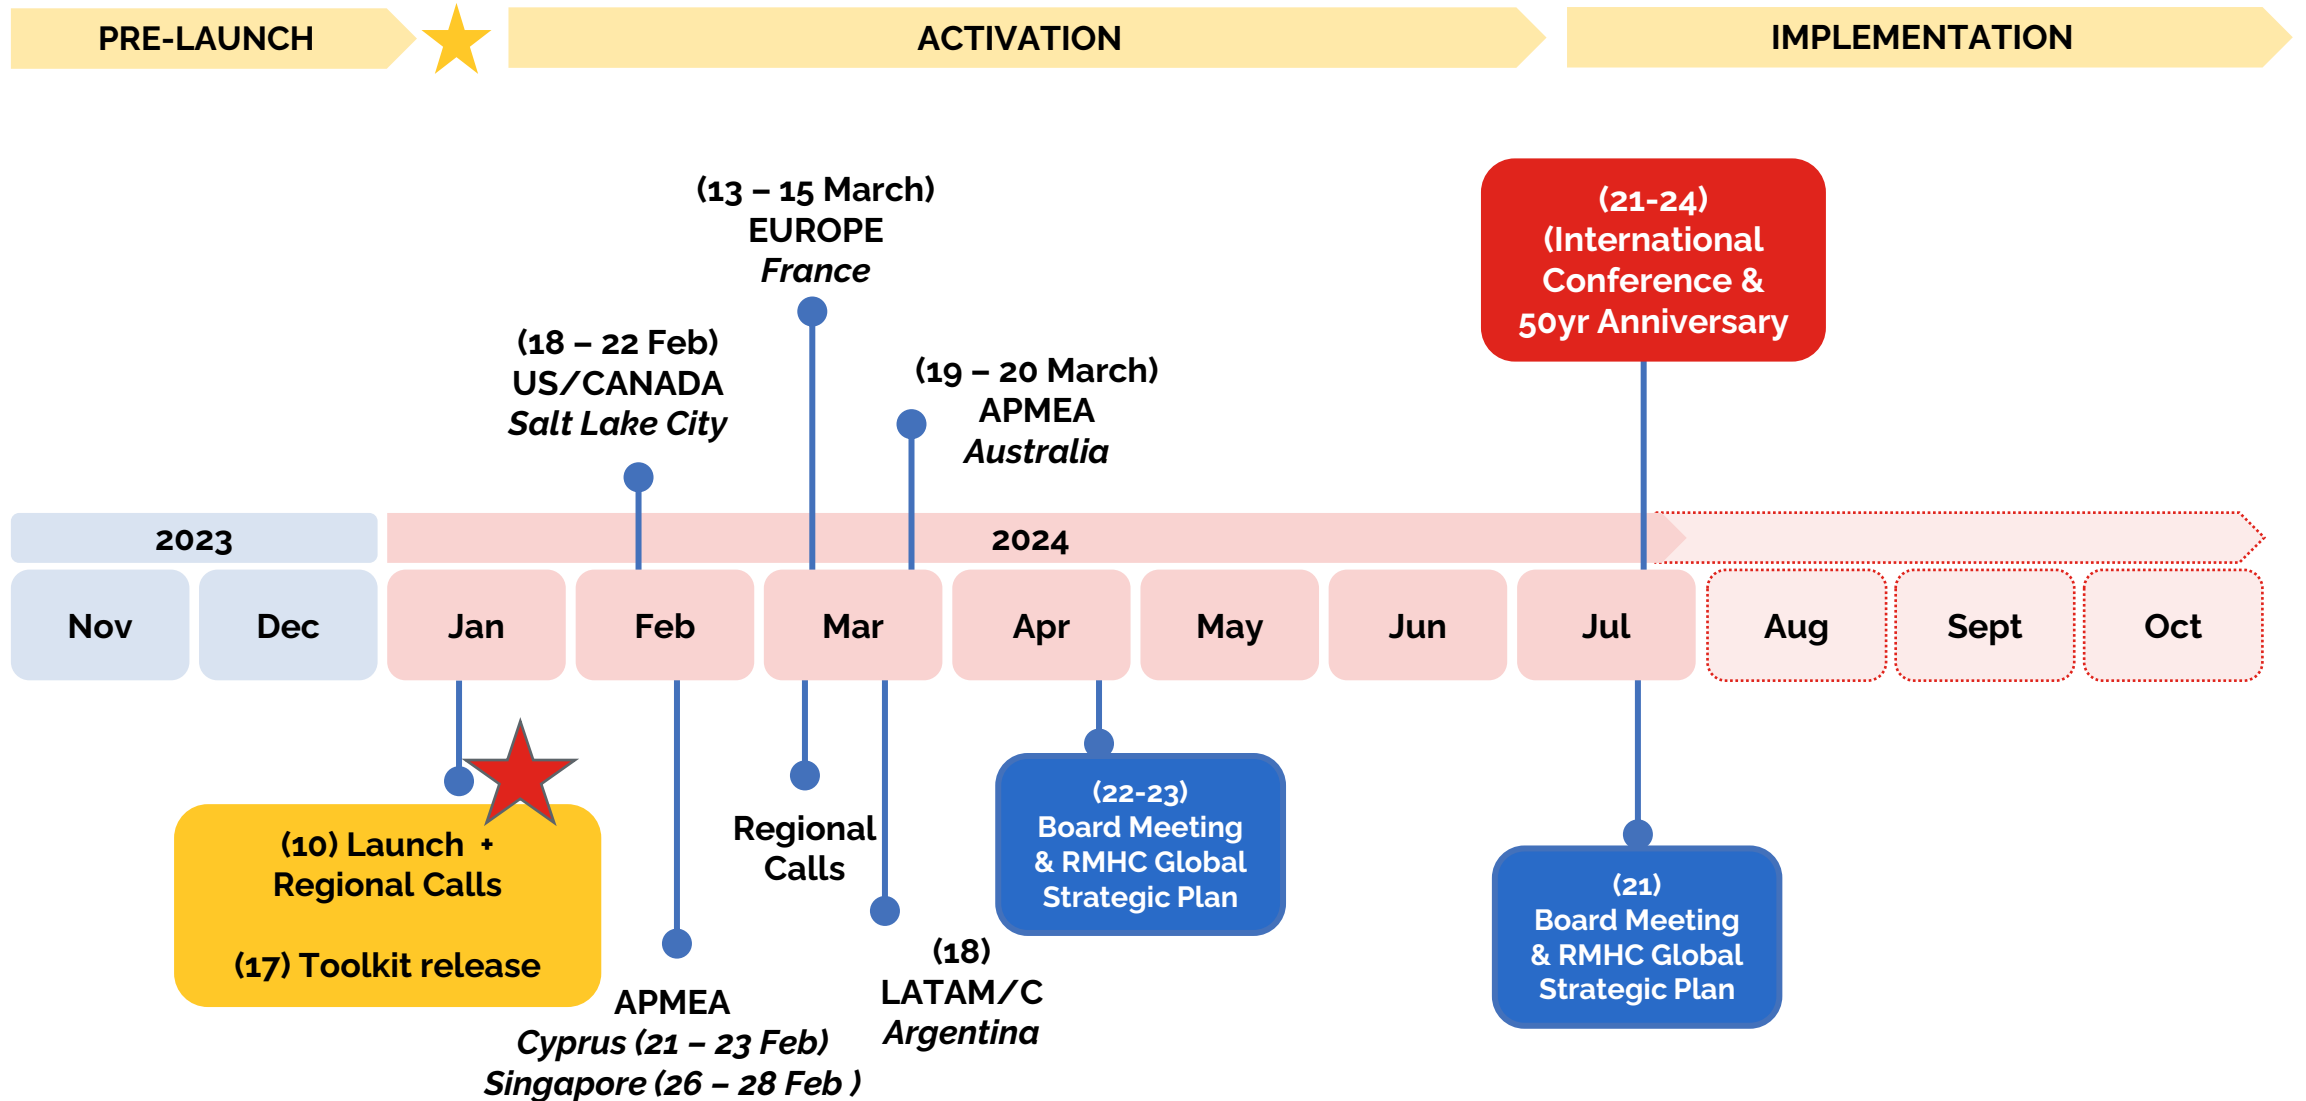 PRE-LAUNCH
ACTIVATION
IMPLEMENTATION
(13 – 15 March)
EUROPE
France
(18 – 22 Feb)
US/CANADA
Salt Lake City
(19 – 20 March)
APMEA
Australia
(21-24)
(International
Conference &
50yr Anniversary
2023
2024
Nov
Dec
Jan
Feb
Mar
Apr
May
Jun
Jul
Aug
Sept
Oct
(10) Launch +
Regional Calls
(17) Toolkit release
APMEA
Cyprus (21 – 23 Feb)
Singapore (26 – 28 Feb )
Regional
Calls
(18)
LATAM/C
Argentina
(22-23)
Board Meeting
& RMHC Global
Strategic Plan
(21)
Board Meeting
& RMHC Global
Strategic Plan